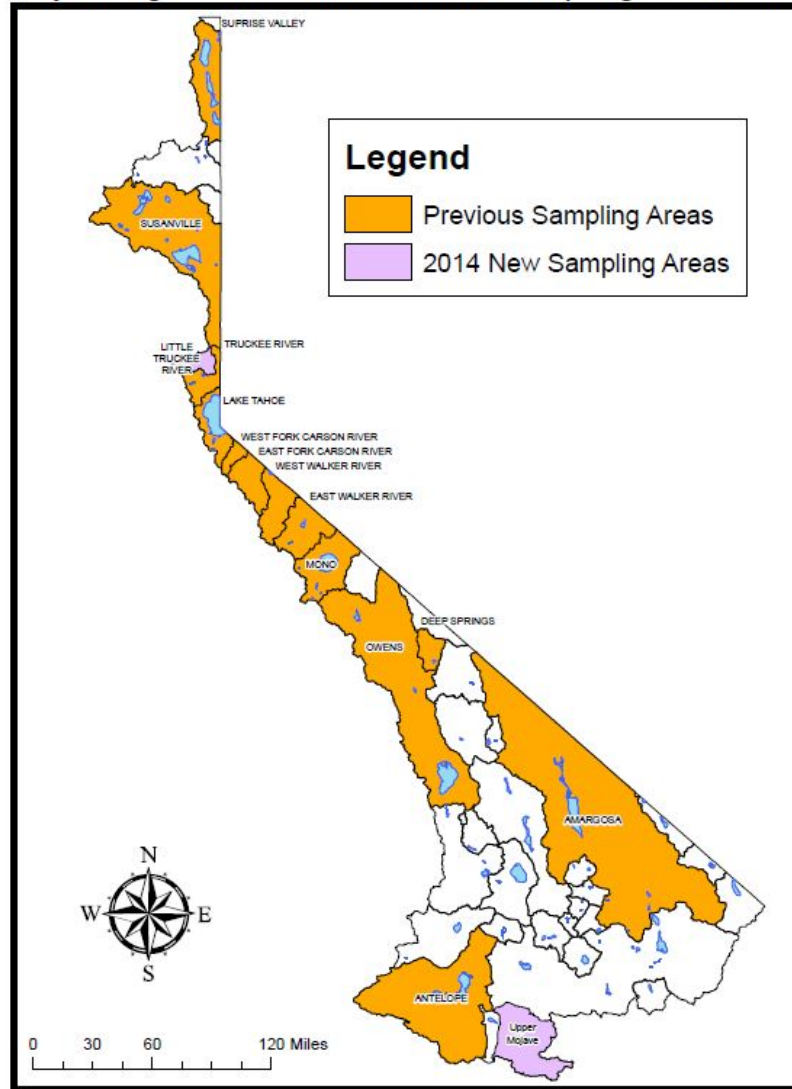 SUPRISE VALLEY
Legend
Previous Sampling Areas
2014 New Sampling Areas
SUSANVILLE
LITTLE
TRUCKEE
RIVER
TRUCKEE RIVER
LAKE TAHOE
WEST FORK CARSON RIVER
EAST FORK CARSON RIVER
WEST WALKER RIVER
EAST WALKER RIVER
MONO
DEEP SPRINGS
OWENS
AMARGOSA
N
W E
S
ANTELOPE
Upper
Mojave
0 30 60 120 Miles